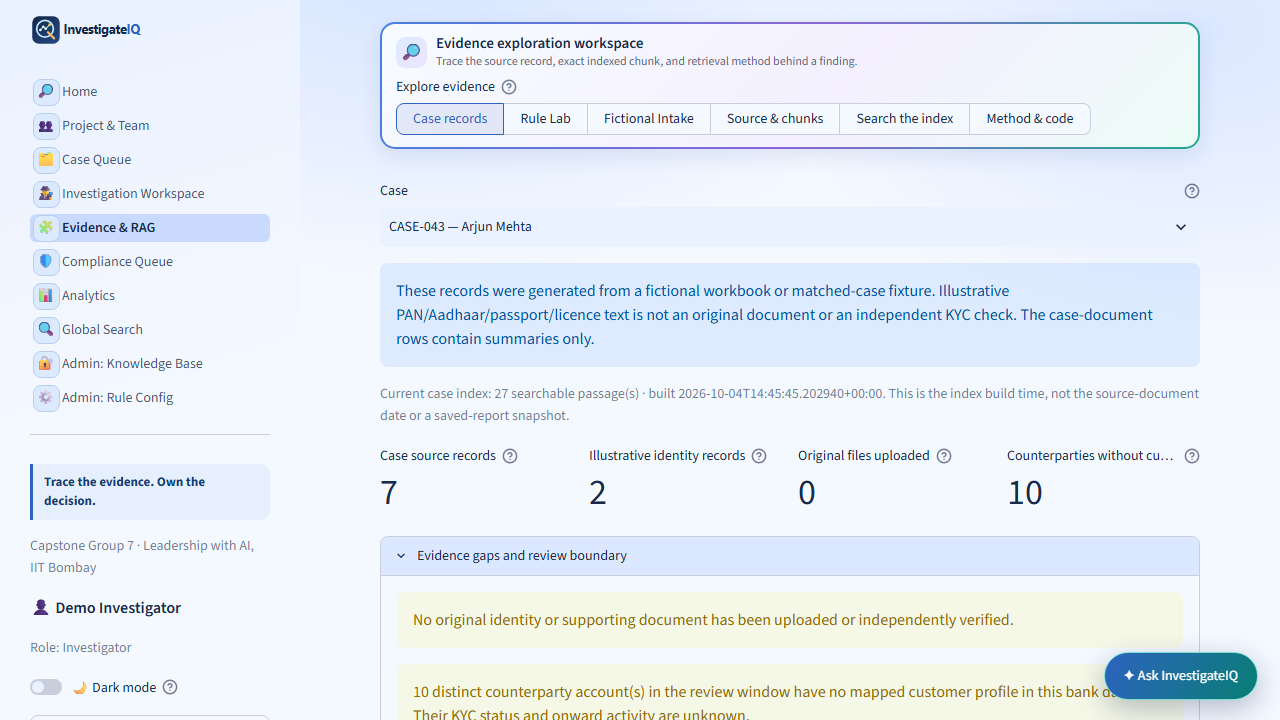 InvestigateIQ
Home
Project & Team
Case Queue
Investigation Workspace
Evidence & RAG
Compliance Queue
Analytics
Global Search
Admin: Knowledge Base
Admin: Rule Config
Trace the evidence. Own the
decision.
Capstone Group 7 · Leadership with AI,
IIT Bombay
Demo Investigator
Role: Investigator
🌙 Dark mode
Evidence exploration workspace
Trace the source record, exact indexed chunk, and retrieval method behind a finding.
Explore evidence
Case records
Rule Lab
Fictional Intake
Source & chunks
Search the index
Method & code
Case
CASE-043 — Arjun Mehta
These records were generated from a fictional workbook or matched-case fixture. Illustrative
PAN/Aadhaar/passport/licence text is not an original document or an independent KYC check. The case-document
rows contain summaries only.
Current case index: 27 searchable passage(s) · built 2026-10-04T14:45:45.202940+00:00. This is the index build time, not the source-document
date or a saved-report snapshot.
Case source records
7
Illustrative identity records
2
Original files uploaded
0
Counterparties without cu…
10
Evidence gaps and review boundary
No original identity or supporting document has been uploaded or independently verified.
10 distinct counterparty account(s) in the review window have no mapped customer profile in this bank
Their KYC status and onward activity are unknown.
✦ Ask InvestigateIQ